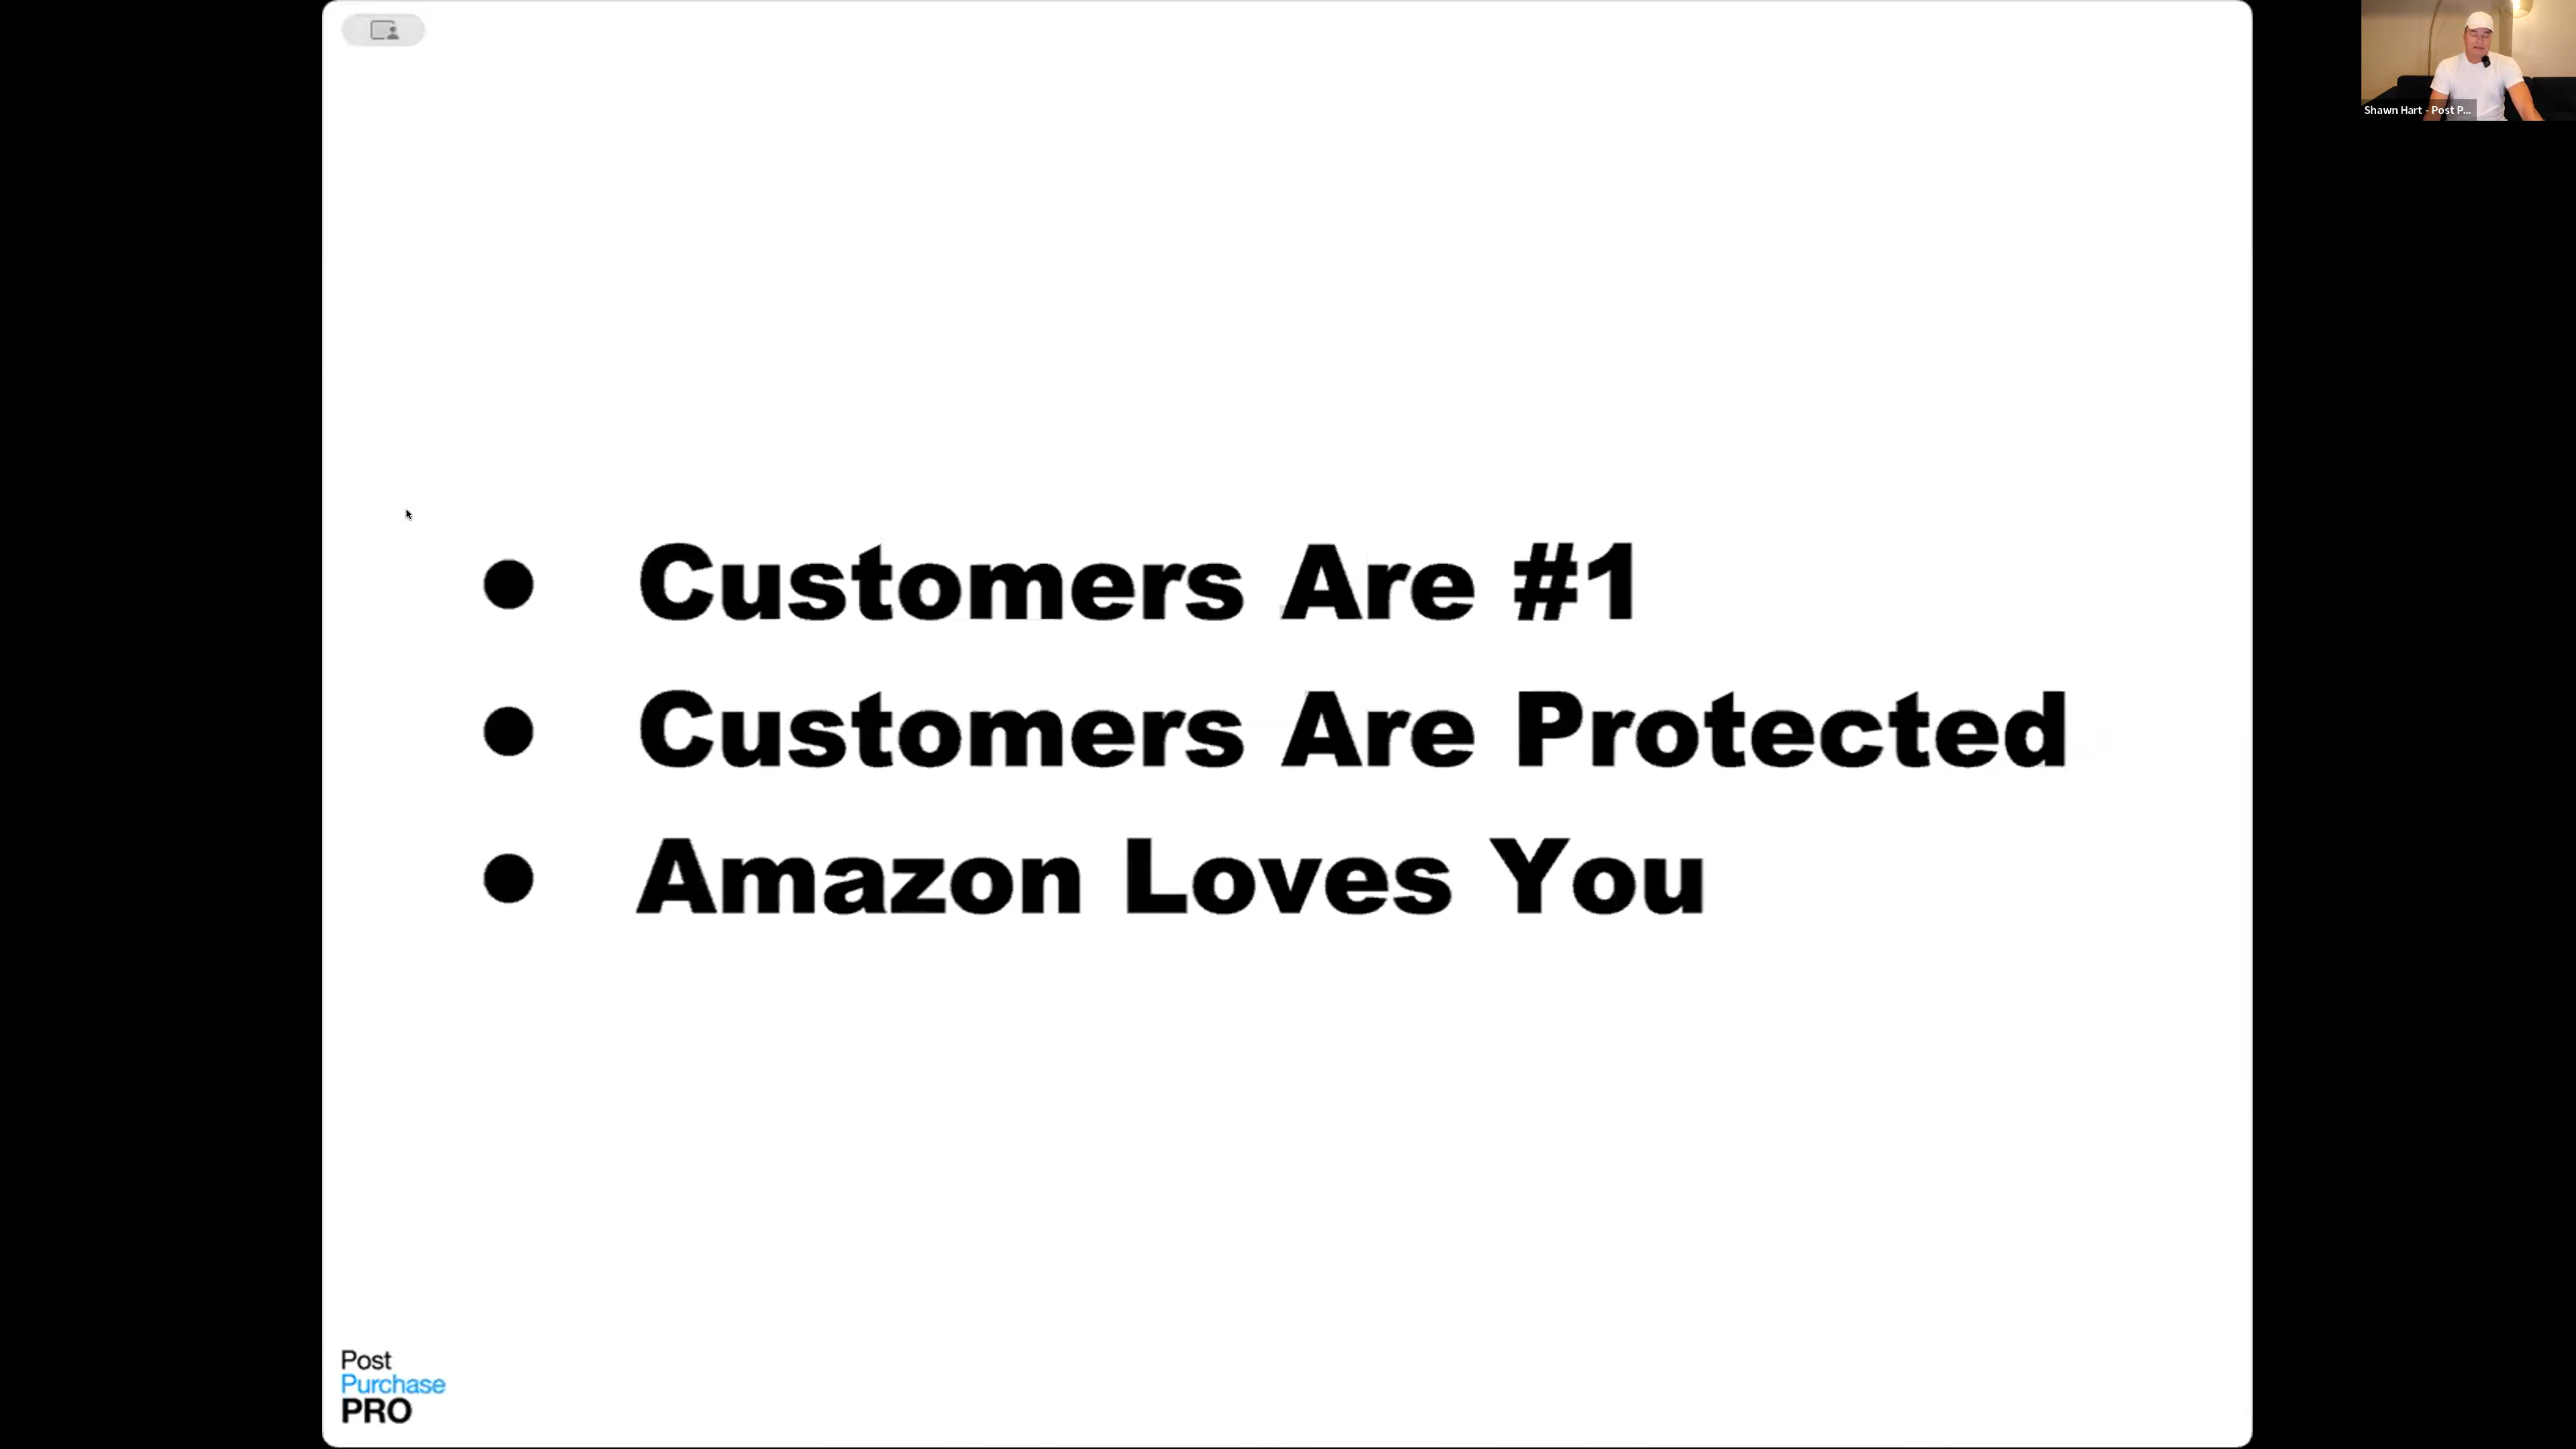 Shawn Hart - Post P...
● Customers Are #1
● Customers Are Protected
● Amazon Loves You
Post
Purchase
PRO